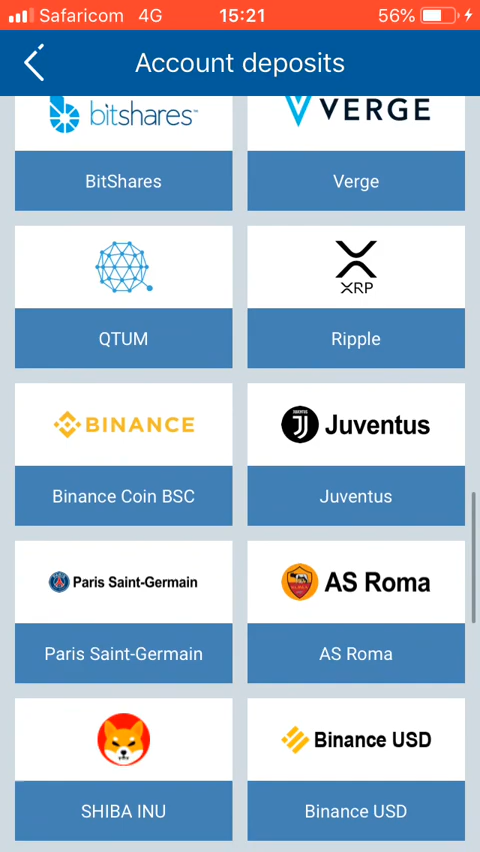 Safaricom 4G 15:21 56%
Account deposits
bitshares™ VERGE
BitShares Verge
XRP
QTUM Ripple
BINANCE Juventus
Binance Coin BSC Juventus
Paris Saint-Germain AS Roma
Paris Saint-Germain AS Roma
Binance USD
SHIBA INU Binance USD